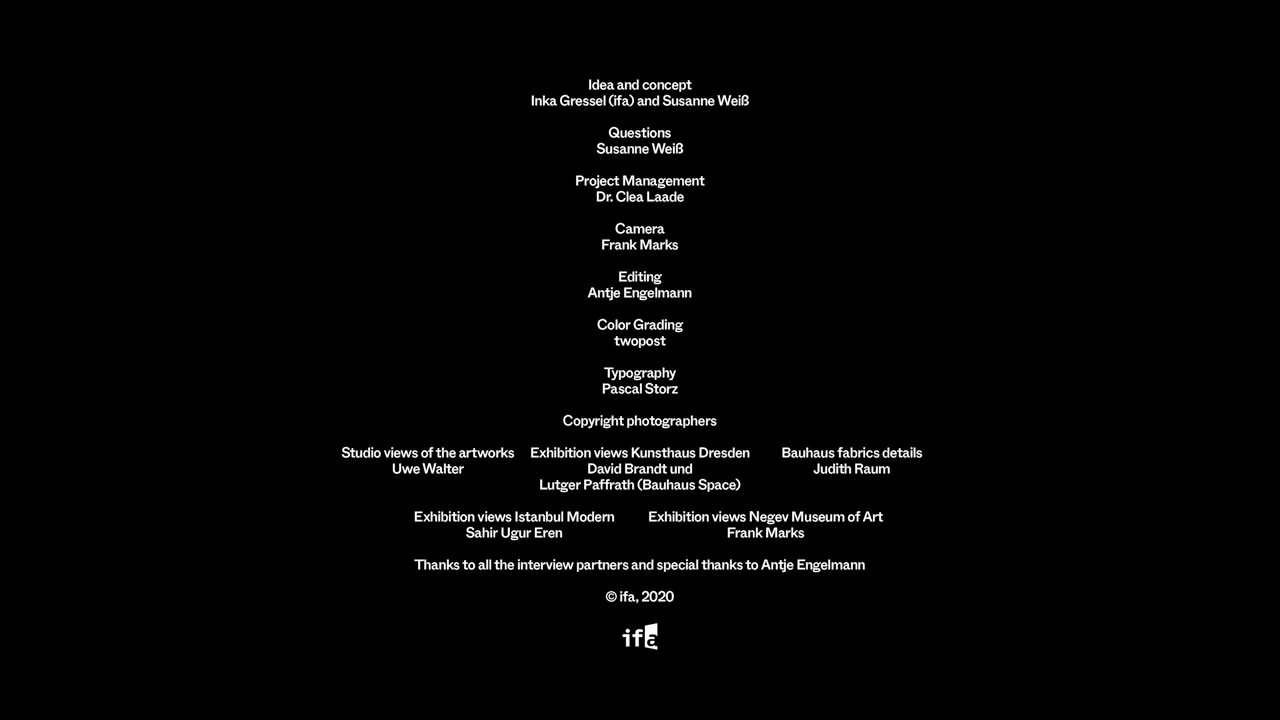 Idea and concept
Inka Gressel (ifa) and Susanne Weiß
Questions
Susanne Weiß
Project Management
Dr. Clea Laade
Camera
Frank Marks
Editing
Antje Engelmann
Color Grading
twopost
Typography
Pascal Storz
Copyright photographers
Studio views of the artworks
Uwe Walter
Exhibition views Kunsthaus Dresden
David Brandt und
Lutger Paffrath (Bauhaus Space)
Bauhaus fabrics details
Judith Raum
Exhibition views Istanbul Modern
Sahir Ugur Eren
Exhibition views Negev Museum of Art
Frank Marks
Thanks to all the interview partners and special thanks to Antje Engelmann
© ifa, 2020
ifa